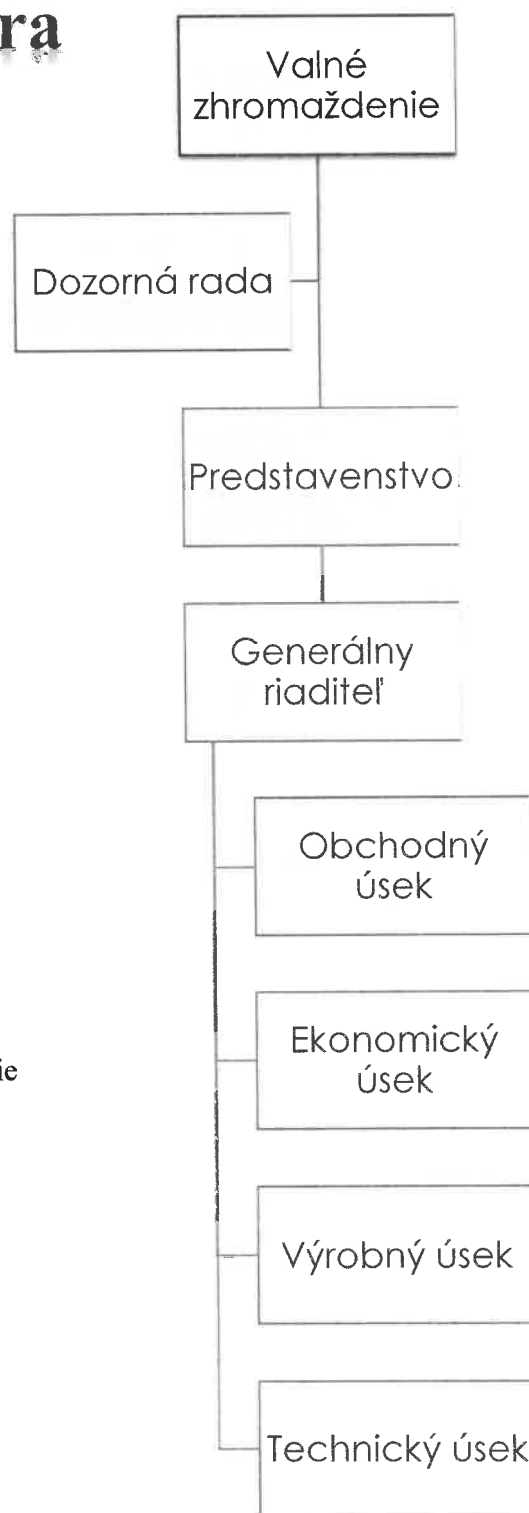 ra
Valné
zhromaždenie
Dozorná rada
Predstavenstvo
Generálny
riaditeľ
Obchodný
úsek
Ekonomický
úsek
ie
Výrobný úsek
Technický úsek